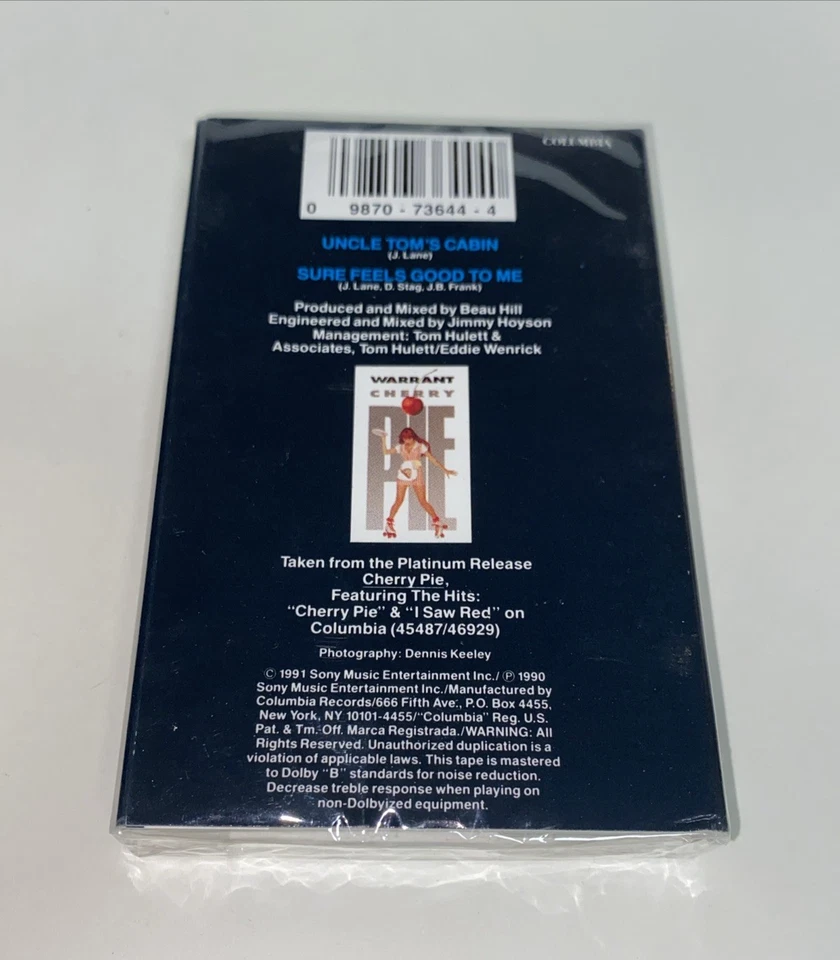 COLUMBIA
0 9870 - 73644 - 4
UNCLE TOM'S CABIN
(J. Lane)
SURE FEELS GOOD TO ME
(J. Lane, D. Stag, J.B. Frank)
Produced and Mixed by Beau Hill
Engineered and Mixed by Jimmy Hoyson
Management: Tom Hulett &
Associates, Tom Hulett/Eddie Wenrick
WARRANT
CHERRY
PIE
Taken from the Platinum Release
Cherry Pie,
Featuring The Hits:
"Cherry Pie" & "I Saw Red" on
Columbia (45487/46929)
Photography: Dennis Keeley
© 1991 Sony Music Entertainment Inc./ ℗ 1990
Sony Music Entertainment Inc./Manufactured by
Columbia Records/666 Fifth Ave., P.O. Box 4455,
New York, NY 10101-4455/"Columbia" Reg. U.S.
Pat. & Tm. Off. Marca Registrada./WARNING: All
Rights Reserved. Unauthorized duplication is a
violation of applicable laws. This tape is mastered
to Dolby "B" standards for noise reduction.
Decrease treble response when playing on
non-Dolbyized equipment.